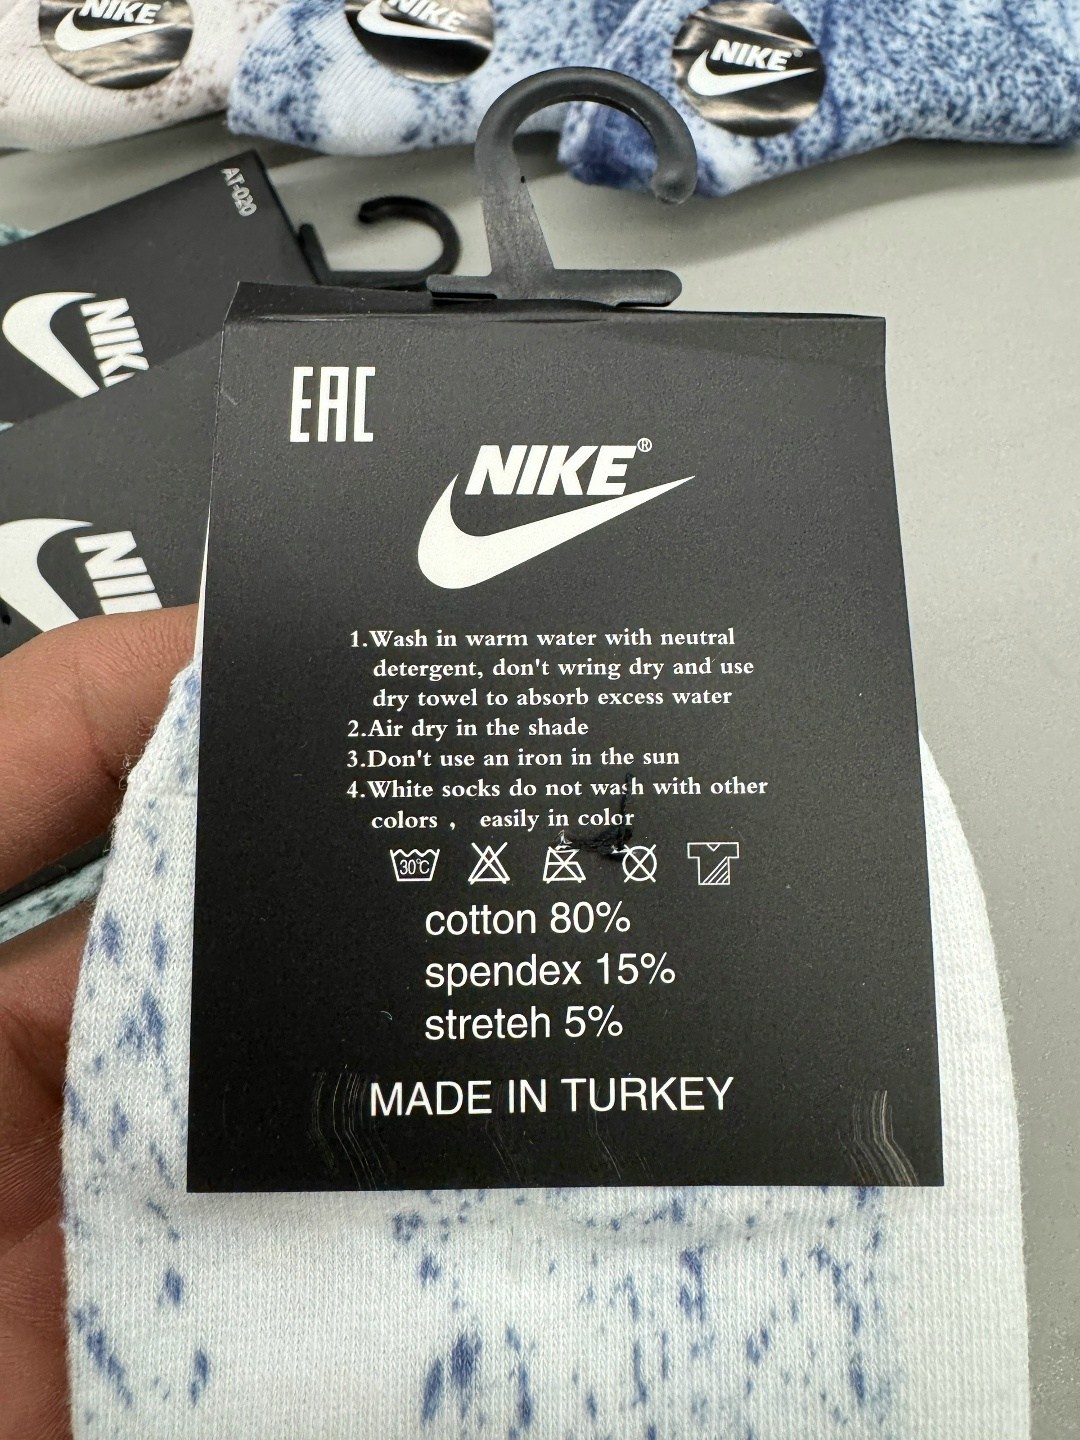 NIKE
NIKE
NIKE
AT-020
NIKE
NIK
EAC
NIKE®
1.Wash in warm water with neutral
detergent, don't wring dry and use
dry towel to absorb excess water
2.Air dry in the shade
3.Don't use an iron in the sun
4.White socks do not wash with other
colors , easily in color
30°C
cotton 80%
spendex 15%
streteh 5%
MADE IN TURKEY